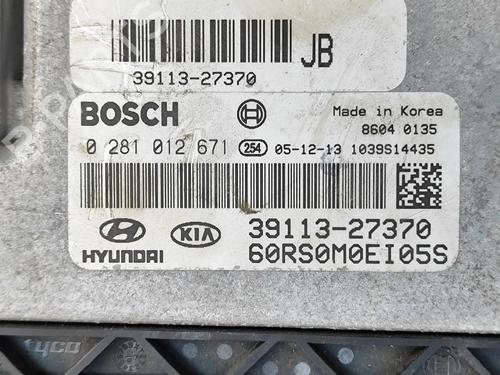 JB
39113-27370
BOSCH
Made in Korea
8604 0135
0 281 012 671 254 05-12-13 1039S14435
HYUNDAI KIA 39113-27370
60RS0M0EI05S
tyco